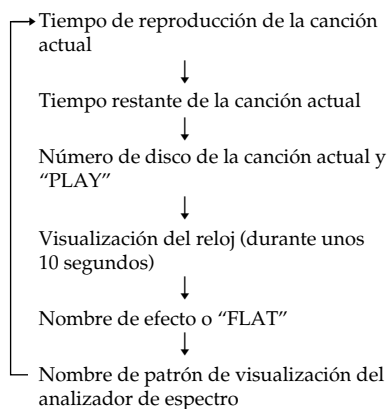 Tiempo de reproducción de la canción
actual
Tiempo restante de la canción actual
Número de disco de la canción actual y
“PLAY”
Visualización del reloj (durante unos
10 segundos)
Nombre de efecto o “FLAT”
Nombre de patrón de visualización del
analizador de espectro